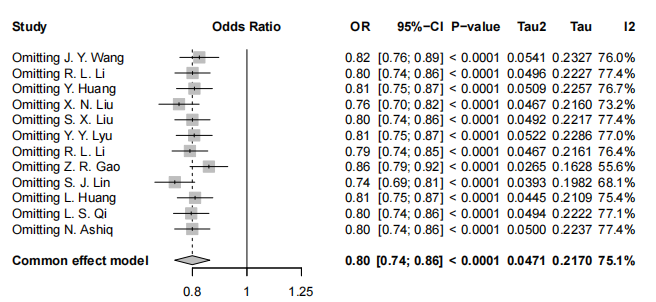 Study Odds Ratio OR 95%-CI P-value Tau2 Tau I2
Omitting J. Y. Wang 0.82 [0.76; 0.89] < 0.0001 0.0541 0.2327 76.0%
Omitting R. L. Li 0.80 [0.74; 0.86] < 0.0001 0.0496 0.2227 77.4%
Omitting Y. Huang 0.81 [0.75; 0.87] < 0.0001 0.0509 0.2257 76.7%
Omitting X. N. Liu 0.76 [0.70; 0.82] < 0.0001 0.0467 0.2160 73.2%
Omitting S. X. Liu 0.80 [0.74; 0.86] < 0.0001 0.0492 0.2217 77.4%
Omitting Y. Y. Lyu 0.81 [0.75; 0.87] < 0.0001 0.0522 0.2286 77.0%
Omitting R. L. Li 0.79 [0.74; 0.85] < 0.0001 0.0467 0.2161 76.4%
Omitting Z. R. Gao 0.86 [0.79; 0.92] < 0.0001 0.0265 0.1628 55.6%
Omitting S. J. Lin 0.74 [0.69; 0.81] < 0.0001 0.0393 0.1982 68.1%
Omitting L. Huang 0.81 [0.75; 0.87] < 0.0001 0.0445 0.2109 75.4%
Omitting L. S. Qi 0.80 [0.74; 0.86] < 0.0001 0.0494 0.2222 77.1%
Omitting N. Ashiq 0.80 [0.74; 0.86] < 0.0001 0.0500 0.2237 77.4%
Common effect model 0.80 [0.74; 0.86] < 0.0001 0.0471 0.2170 75.1%
0.8 1 1.25